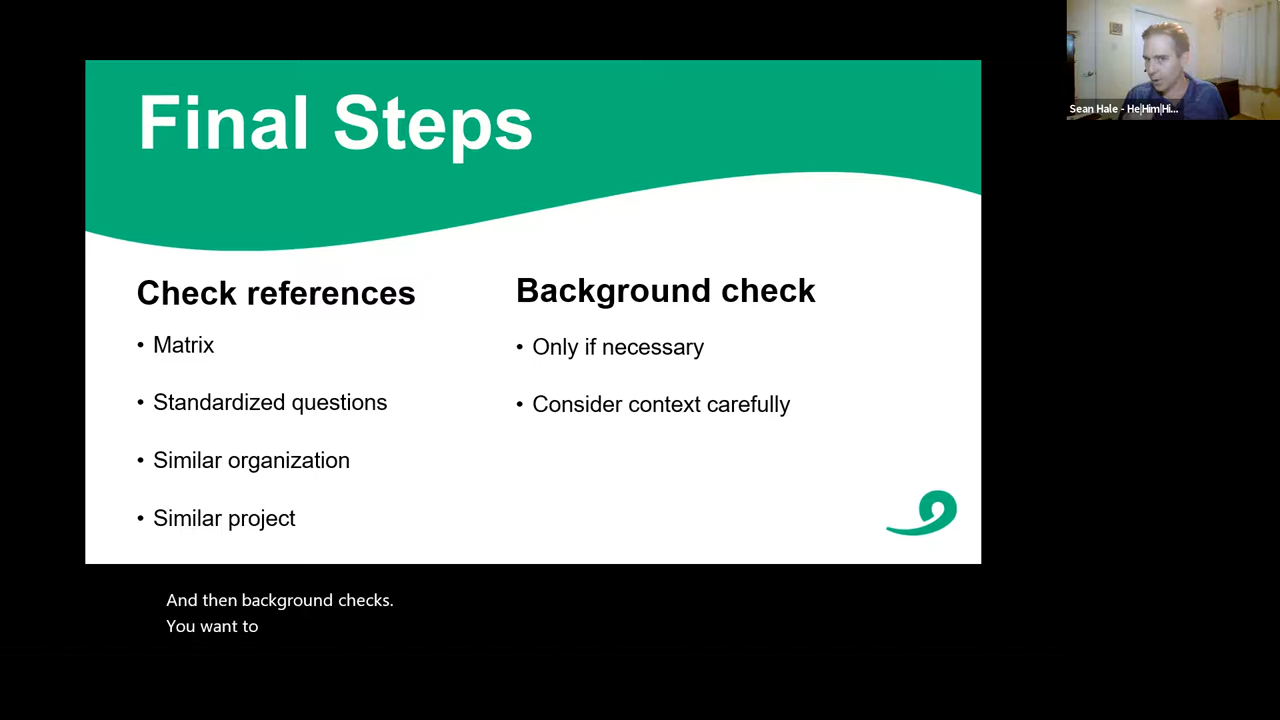 Final Steps
Check references
• Matrix
• Standardized questions
• Similar organization
• Similar project
Background check
• Only if necessary
• Consider context carefully
Sean Hale - He|Him|Hi...
And then background checks.
You want to